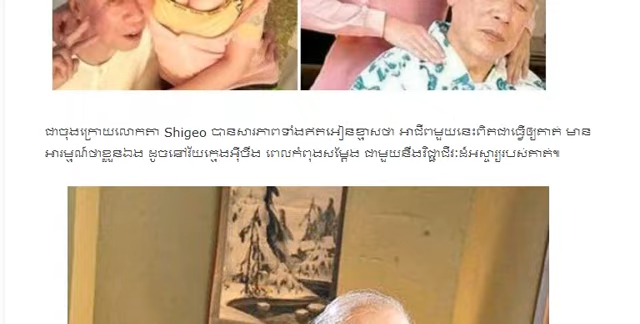 ជាចុងក្រោយលោកតា Shigeo បានសារភាពទាំងឥតអៀនខ្មាសថា អាជីពមួយនេះពិតជាធ្វើឲ្យគាត់ មាន
អារម្មណ៍ថាខ្លួនឯង ដូចនៅវ័យក្មេងអ៊ីចឹង ពេលកំពុងសម្ដែង ជាមួយនឹងវិជ្ជាជីវៈដ៏អស្ចារ្យរបស់គាត់៕